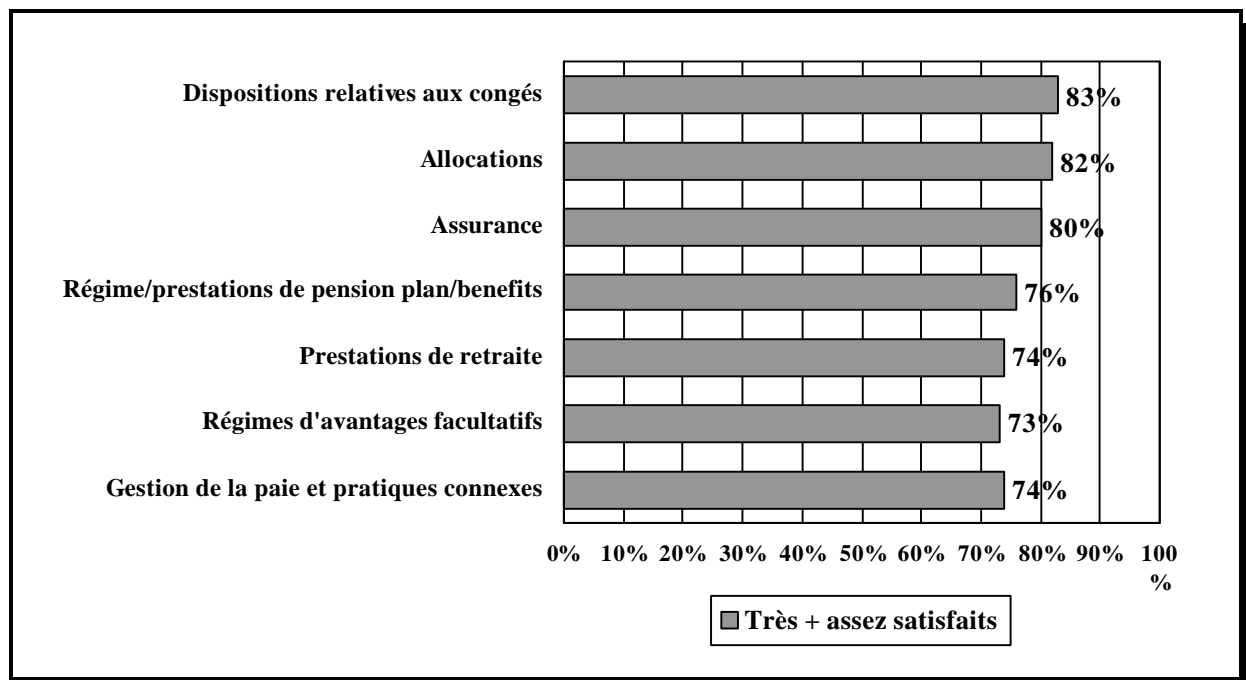 Dispositions relatives aux congés
83%
Allocations
82%
Assurance
80%
Régime/prestations de pension plan/benefits
76%
Prestations de retraite
74%
Régimes d'avantages facultatifs
73%
Gestion de la paie et pratiques connexes
74%
0% 10% 20% 30% 40% 50% 60% 70% 80% 90% 100
%
Très + assez satisfaits